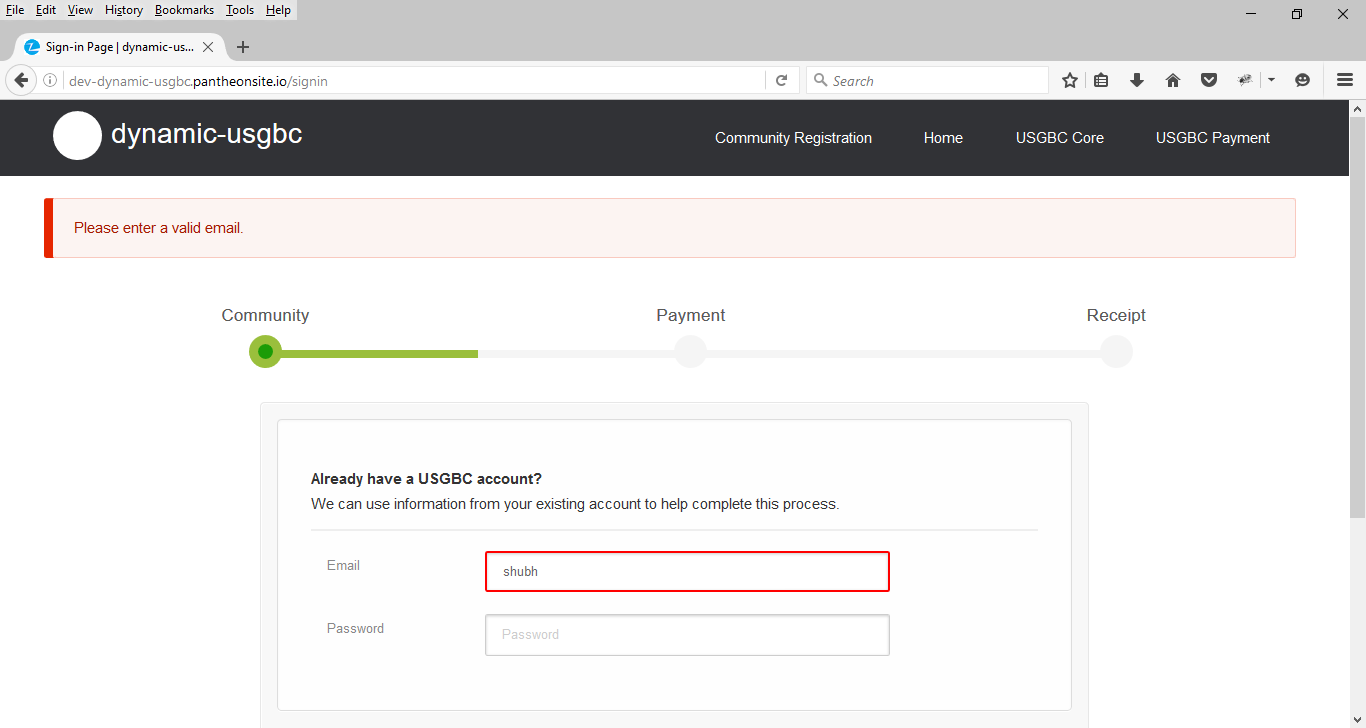 File Edit View History Bookmarks Tools Help
Sign-in Page | dynamic-us...
dev-dynamic-usgbc.pantheonsite.io/signin
Search
dynamic-usgbc
Community Registration Home USGBC Core USGBC Payment
Please enter a valid email.
Community Payment Receipt
Already have a USGBC account?
We can use information from your existing account to help complete this process.
Email shubh
Password Password